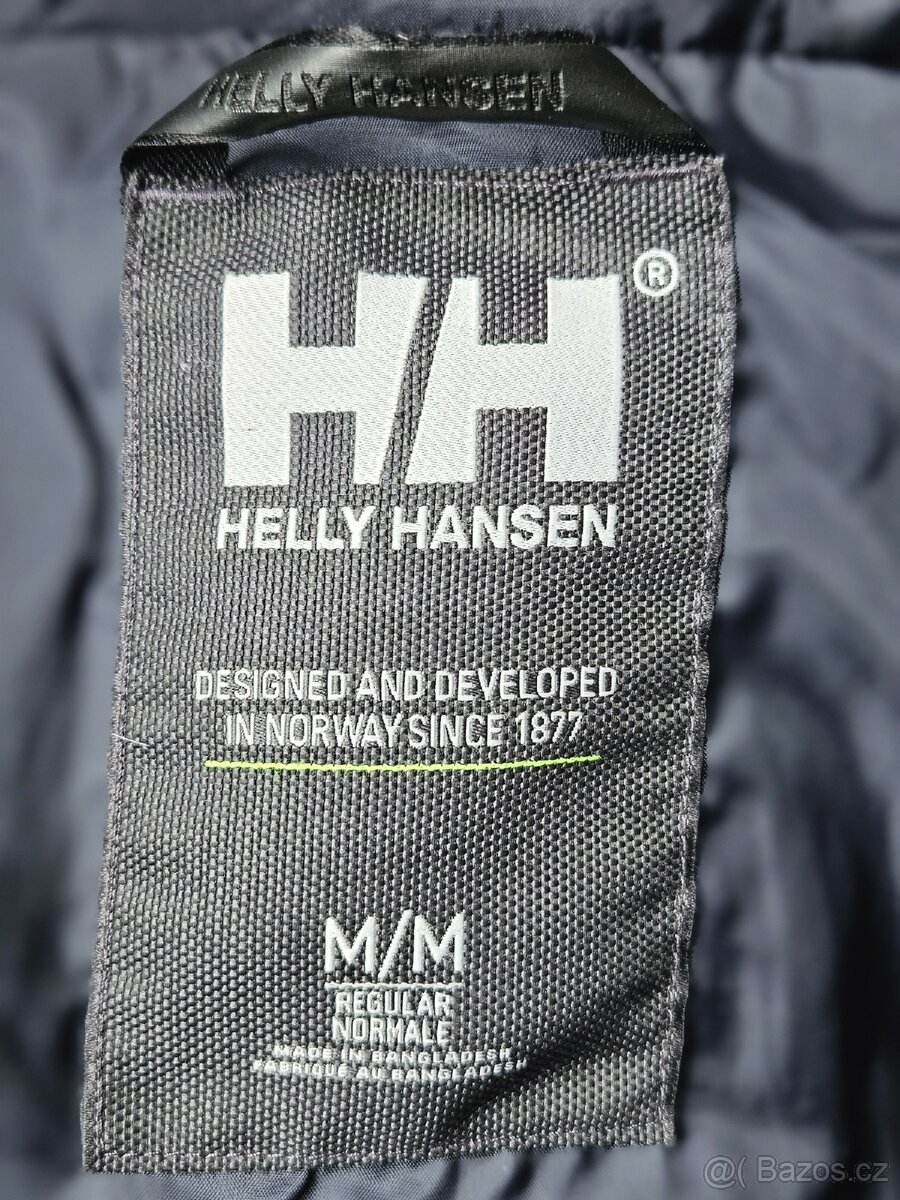 HELLY HANSEN
HH®
HELLY HANSEN
DESIGNED AND DEVELOPED
IN NORWAY SINCE 1877
M/M
REGULAR
NORMALE
MADE IN BANGLADESH
FABRIQUÉ AU BANGLADESH
@( Bazos.cz